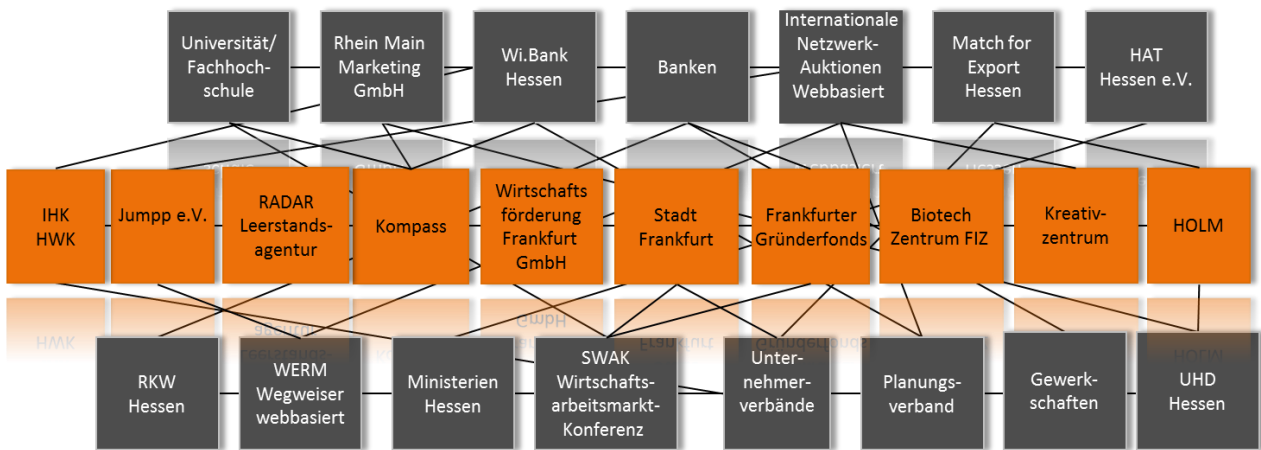 Universität/
Fachhoch-
schule
Rhein Main
Marketing
GmbH
Wi.Bank
Hessen
Banken
Internationale
Netzwerk-
Auktionen
Webbasiert
Match for
Export
Hessen
HAT
Hessen e.V.
IHK
HWK
Jumpp e.V.
RADAR
Leerstands-
agentur
Kompass
Wirtschafts
förderung
Frankfurt
GmbH
Stadt
Frankfurt
Frankfurter
Gründerfonds
Biotech
Zentrum FIZ
Kreativ-
zentrum
HOLM
RKW
Hessen
WERM
Wegweiser
webbasiert
Ministerien
Hessen
SWAK
Wirtschafts-
arbeitsmarkt-
Konferenz
Unter-
nehmer-
verbände
Planungs-
verband
Gewerk-
schaften
UHD
Hessen